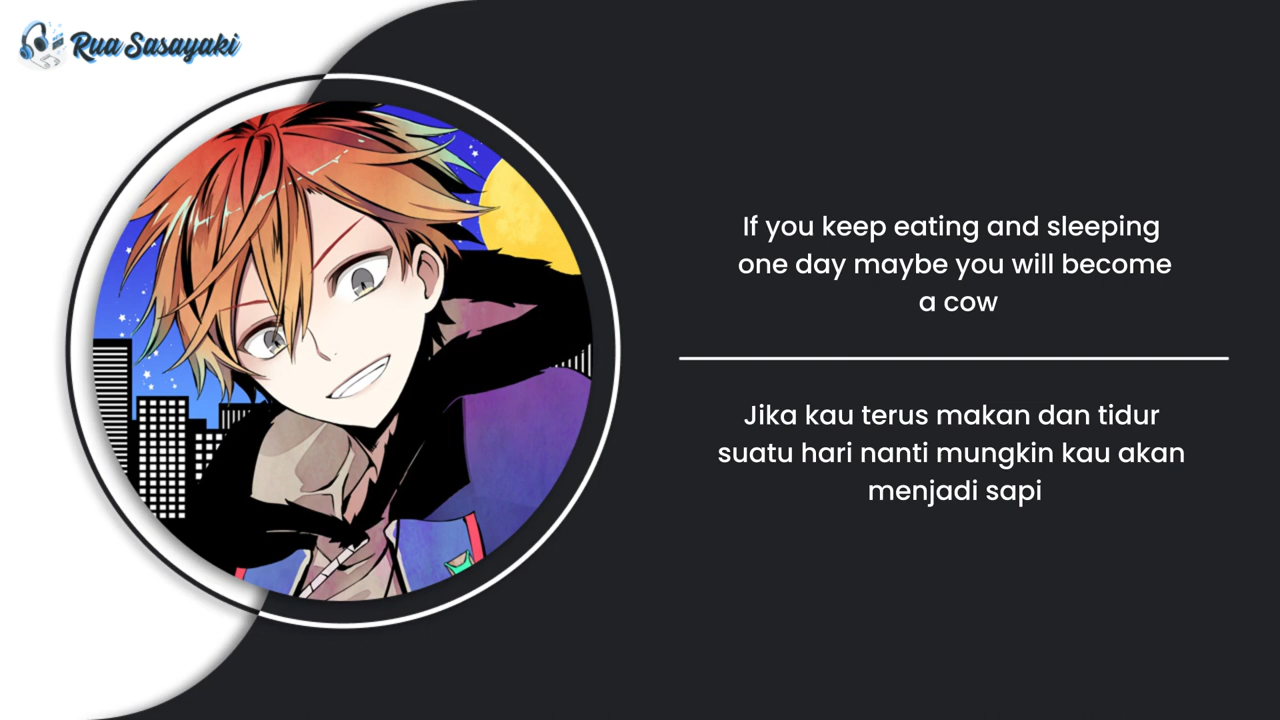 Rua Sasayaki
If you keep eating and sleeping
one day maybe you will become
a cow
Jika kau terus makan dan tidur
suatu hari nanti mungkin kau akan
menjadi sapi